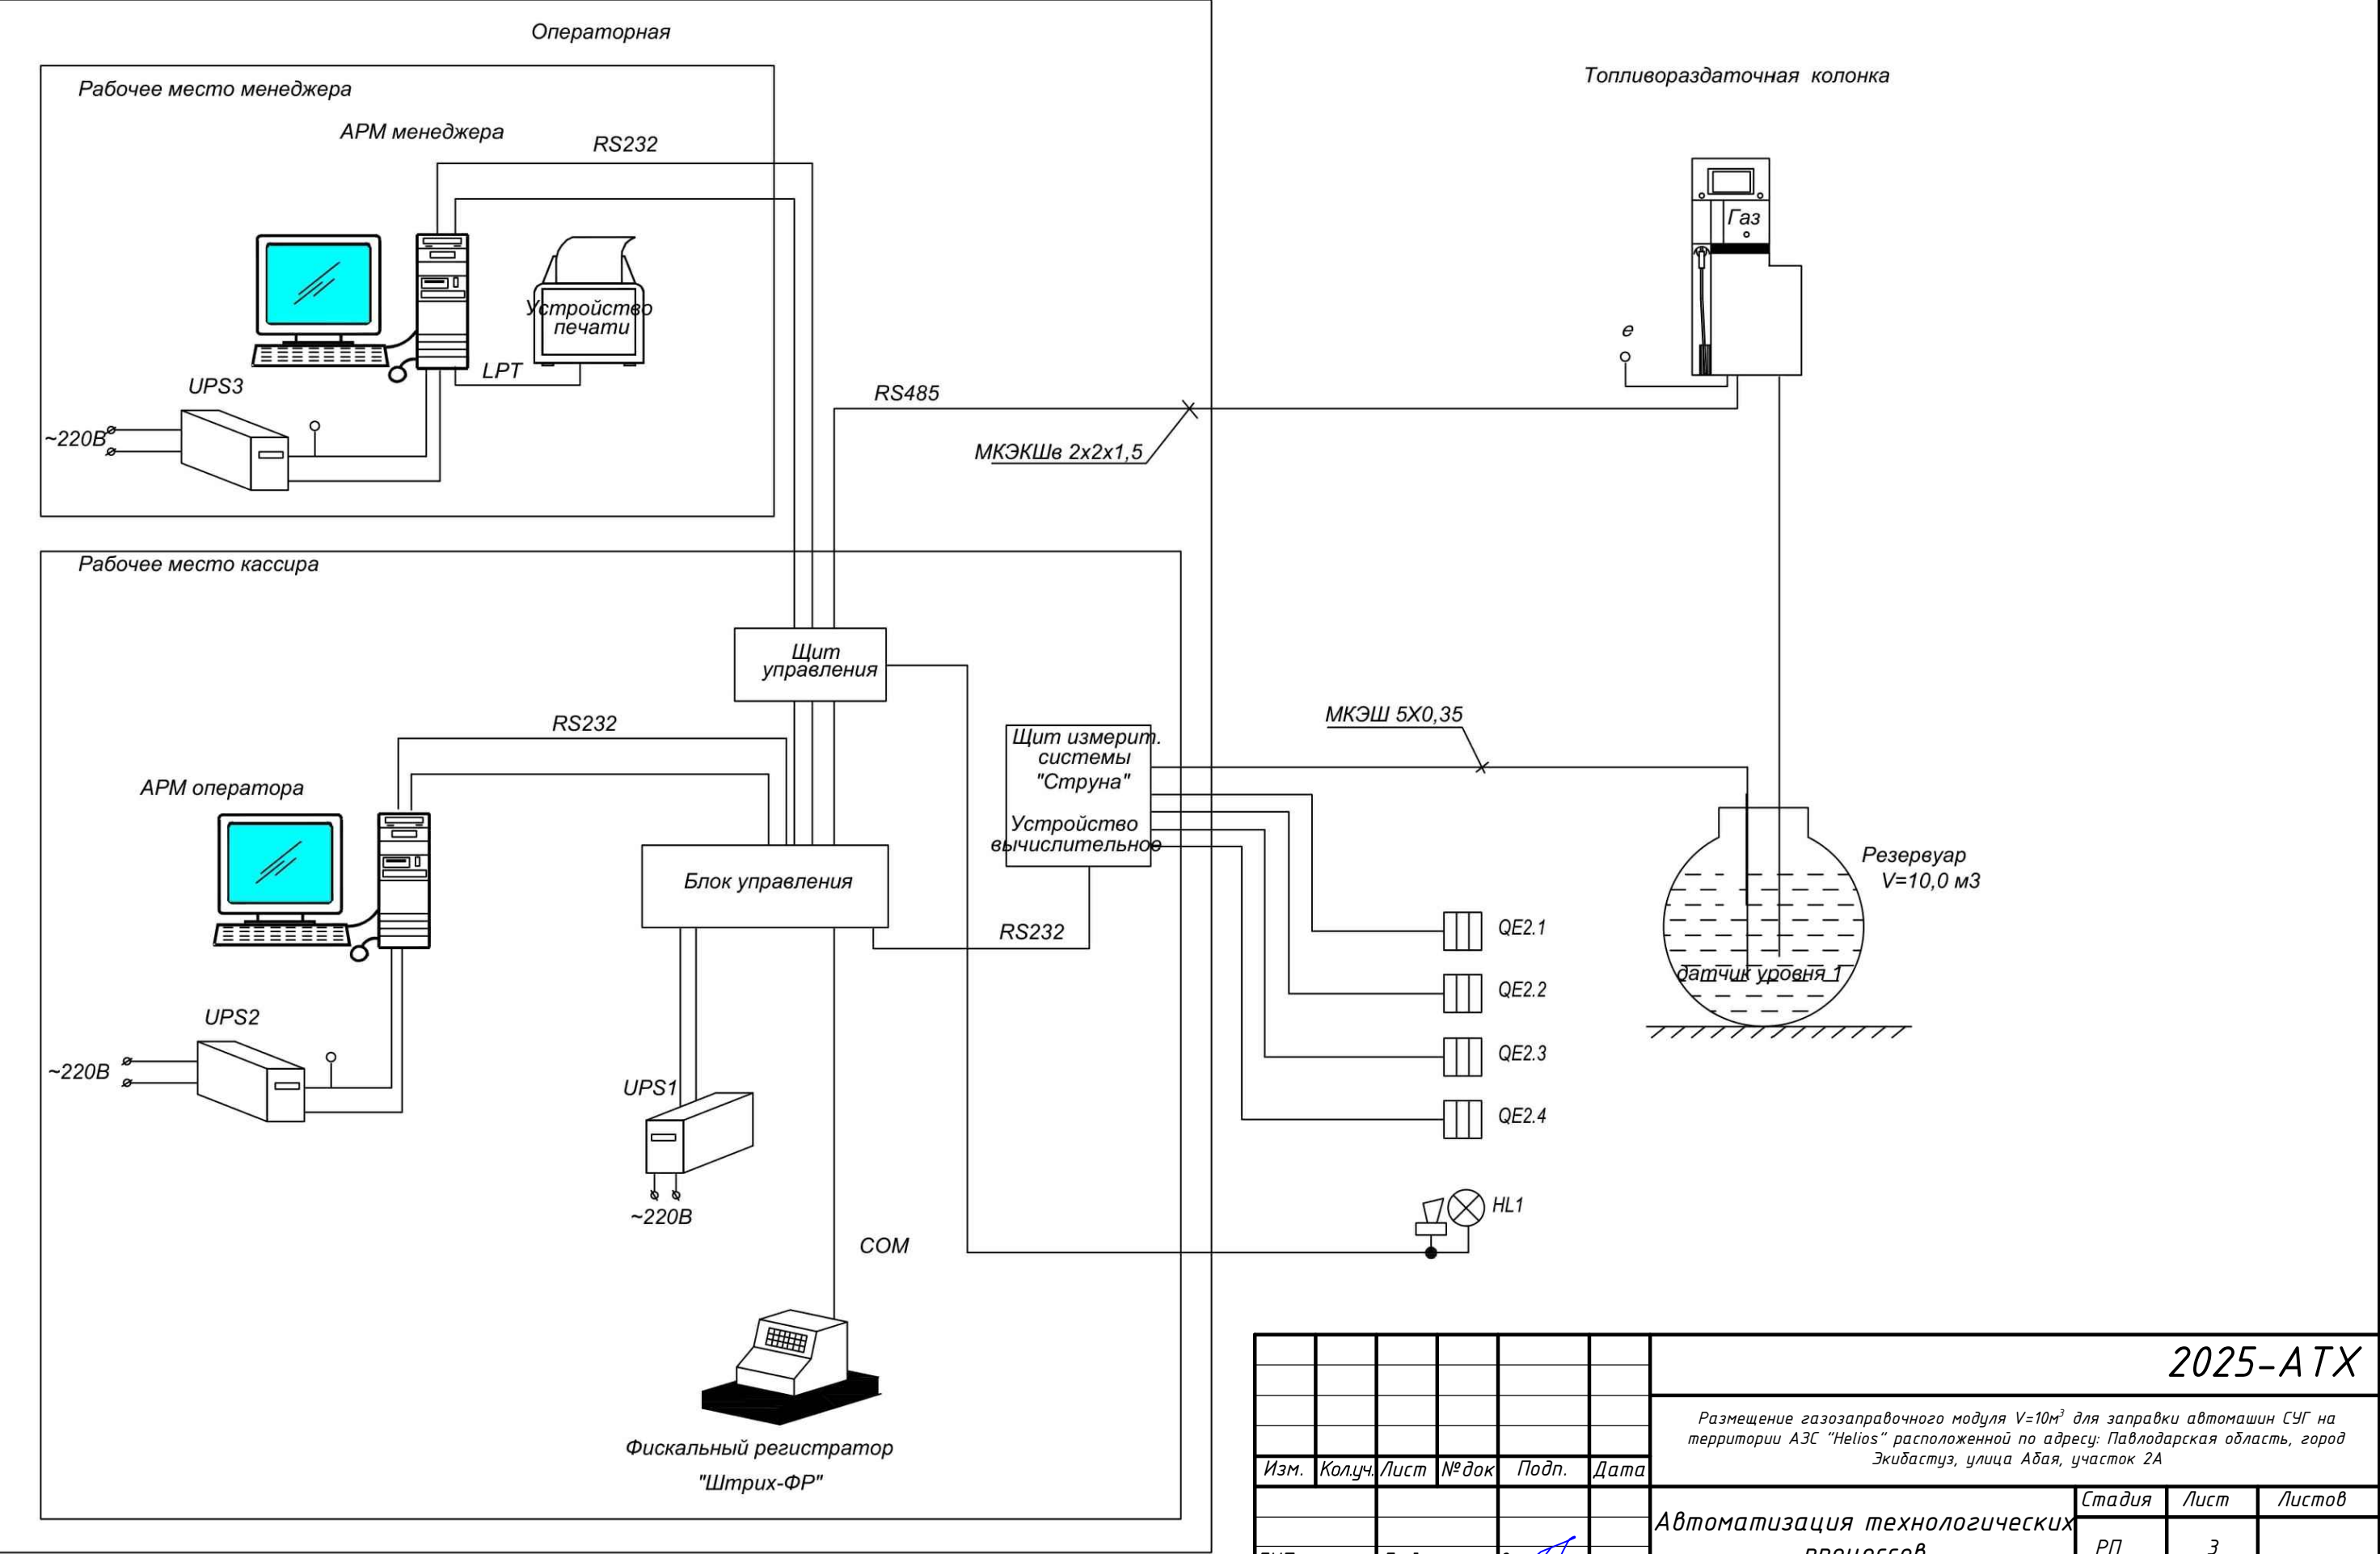 Операторная
Топливораздаточная колонка
Рабочее место менеджера
АРМ менеджера
RS232
Газ
Устройство
печати
е
LPT
UPS3
RS485
~220В
МКЭКШв 2х2х1,5
Рабочее место кассира
Щит
управления
RS232
МКЭШ 5Х0,35
Щит измерит.
системы
"Струна"
Устройство
вычислительное
АРМ оператора
Резервуар
V=10,0 м3
Блок управления
RS232
QE2.1
датчик уровня 1
QE2.2
UPS2
QE2.3
~220В
UPS1
QE2.4
~220В
HL1
COM
Фискальный регистратор
"Штрих-ФР"
2025-АТХ
Размещение газозаправочного модуля V=10м³ для заправки автомашин СУГ на
территории АЗС "Helios" расположенной по адресу: Павлодарская область, город
Экибастуз, улица Абая, участок 2А
Изм. Кол.уч. Лист №док Подп. Дата
Стадия Лист Листов
Автоматизация технологических
процессов
РП 3